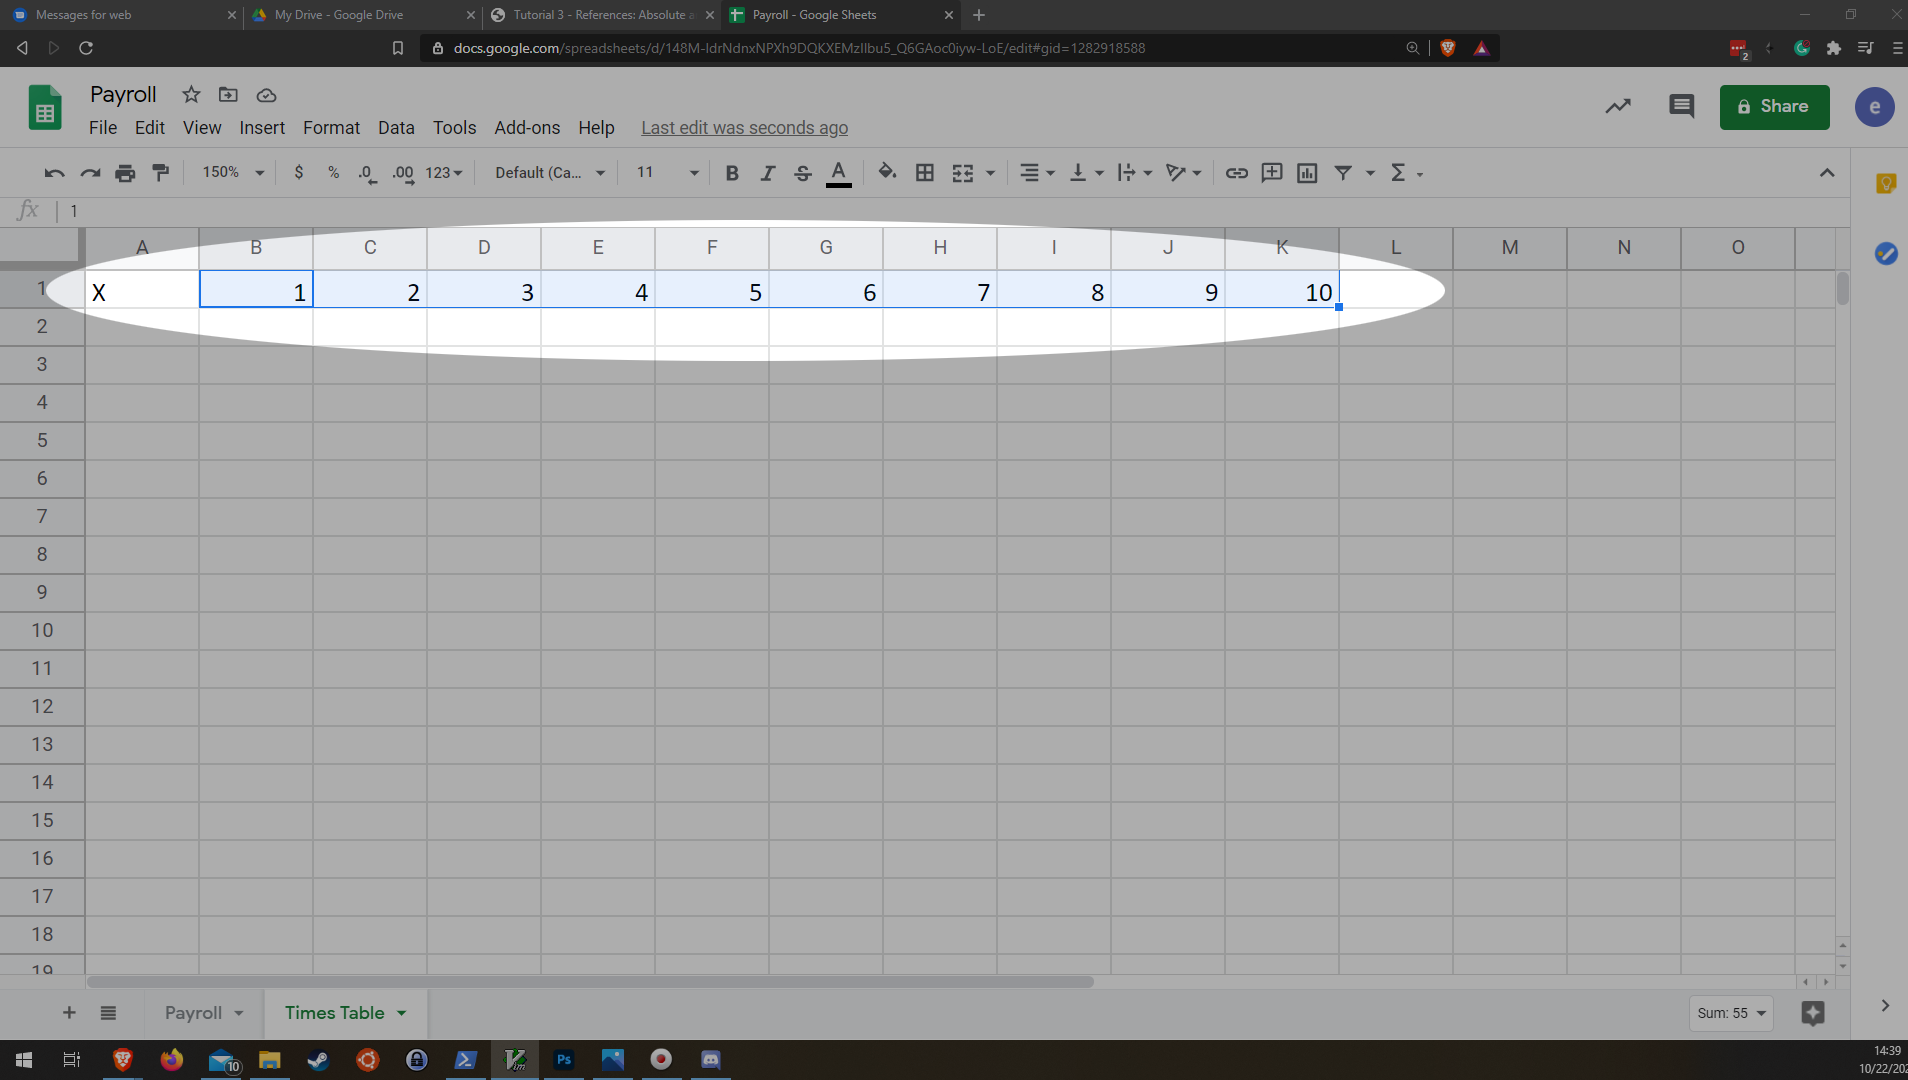 Messages for web
My Drive - Google Drive
Tutorial 3 - References: Absolute a
Payroll - Google Sheets
docs.google.com/spreadsheets/d/148M-IdrNdnxNPXh9DQKXEMzIlbu5_Q6GAoc0iyw-LoE/edit#gid=1282918588
2
Payroll
File Edit View Insert Format Data Tools Add-ons Help Last edit was seconds ago
Share
e
150% $ % .0 .00 123 Default (Ca... 11 B I S A Σ
fx 1
A B C D E F G H I J K L M N O
1 X 1 2 3 4 5 6 7 8 9 10
2
3
4
5
6
7
8
9
10
11
12
13
14
15
16
17
18
19
+ Payroll Times Table Sum: 55
10 Ps
14:39
10/22/202